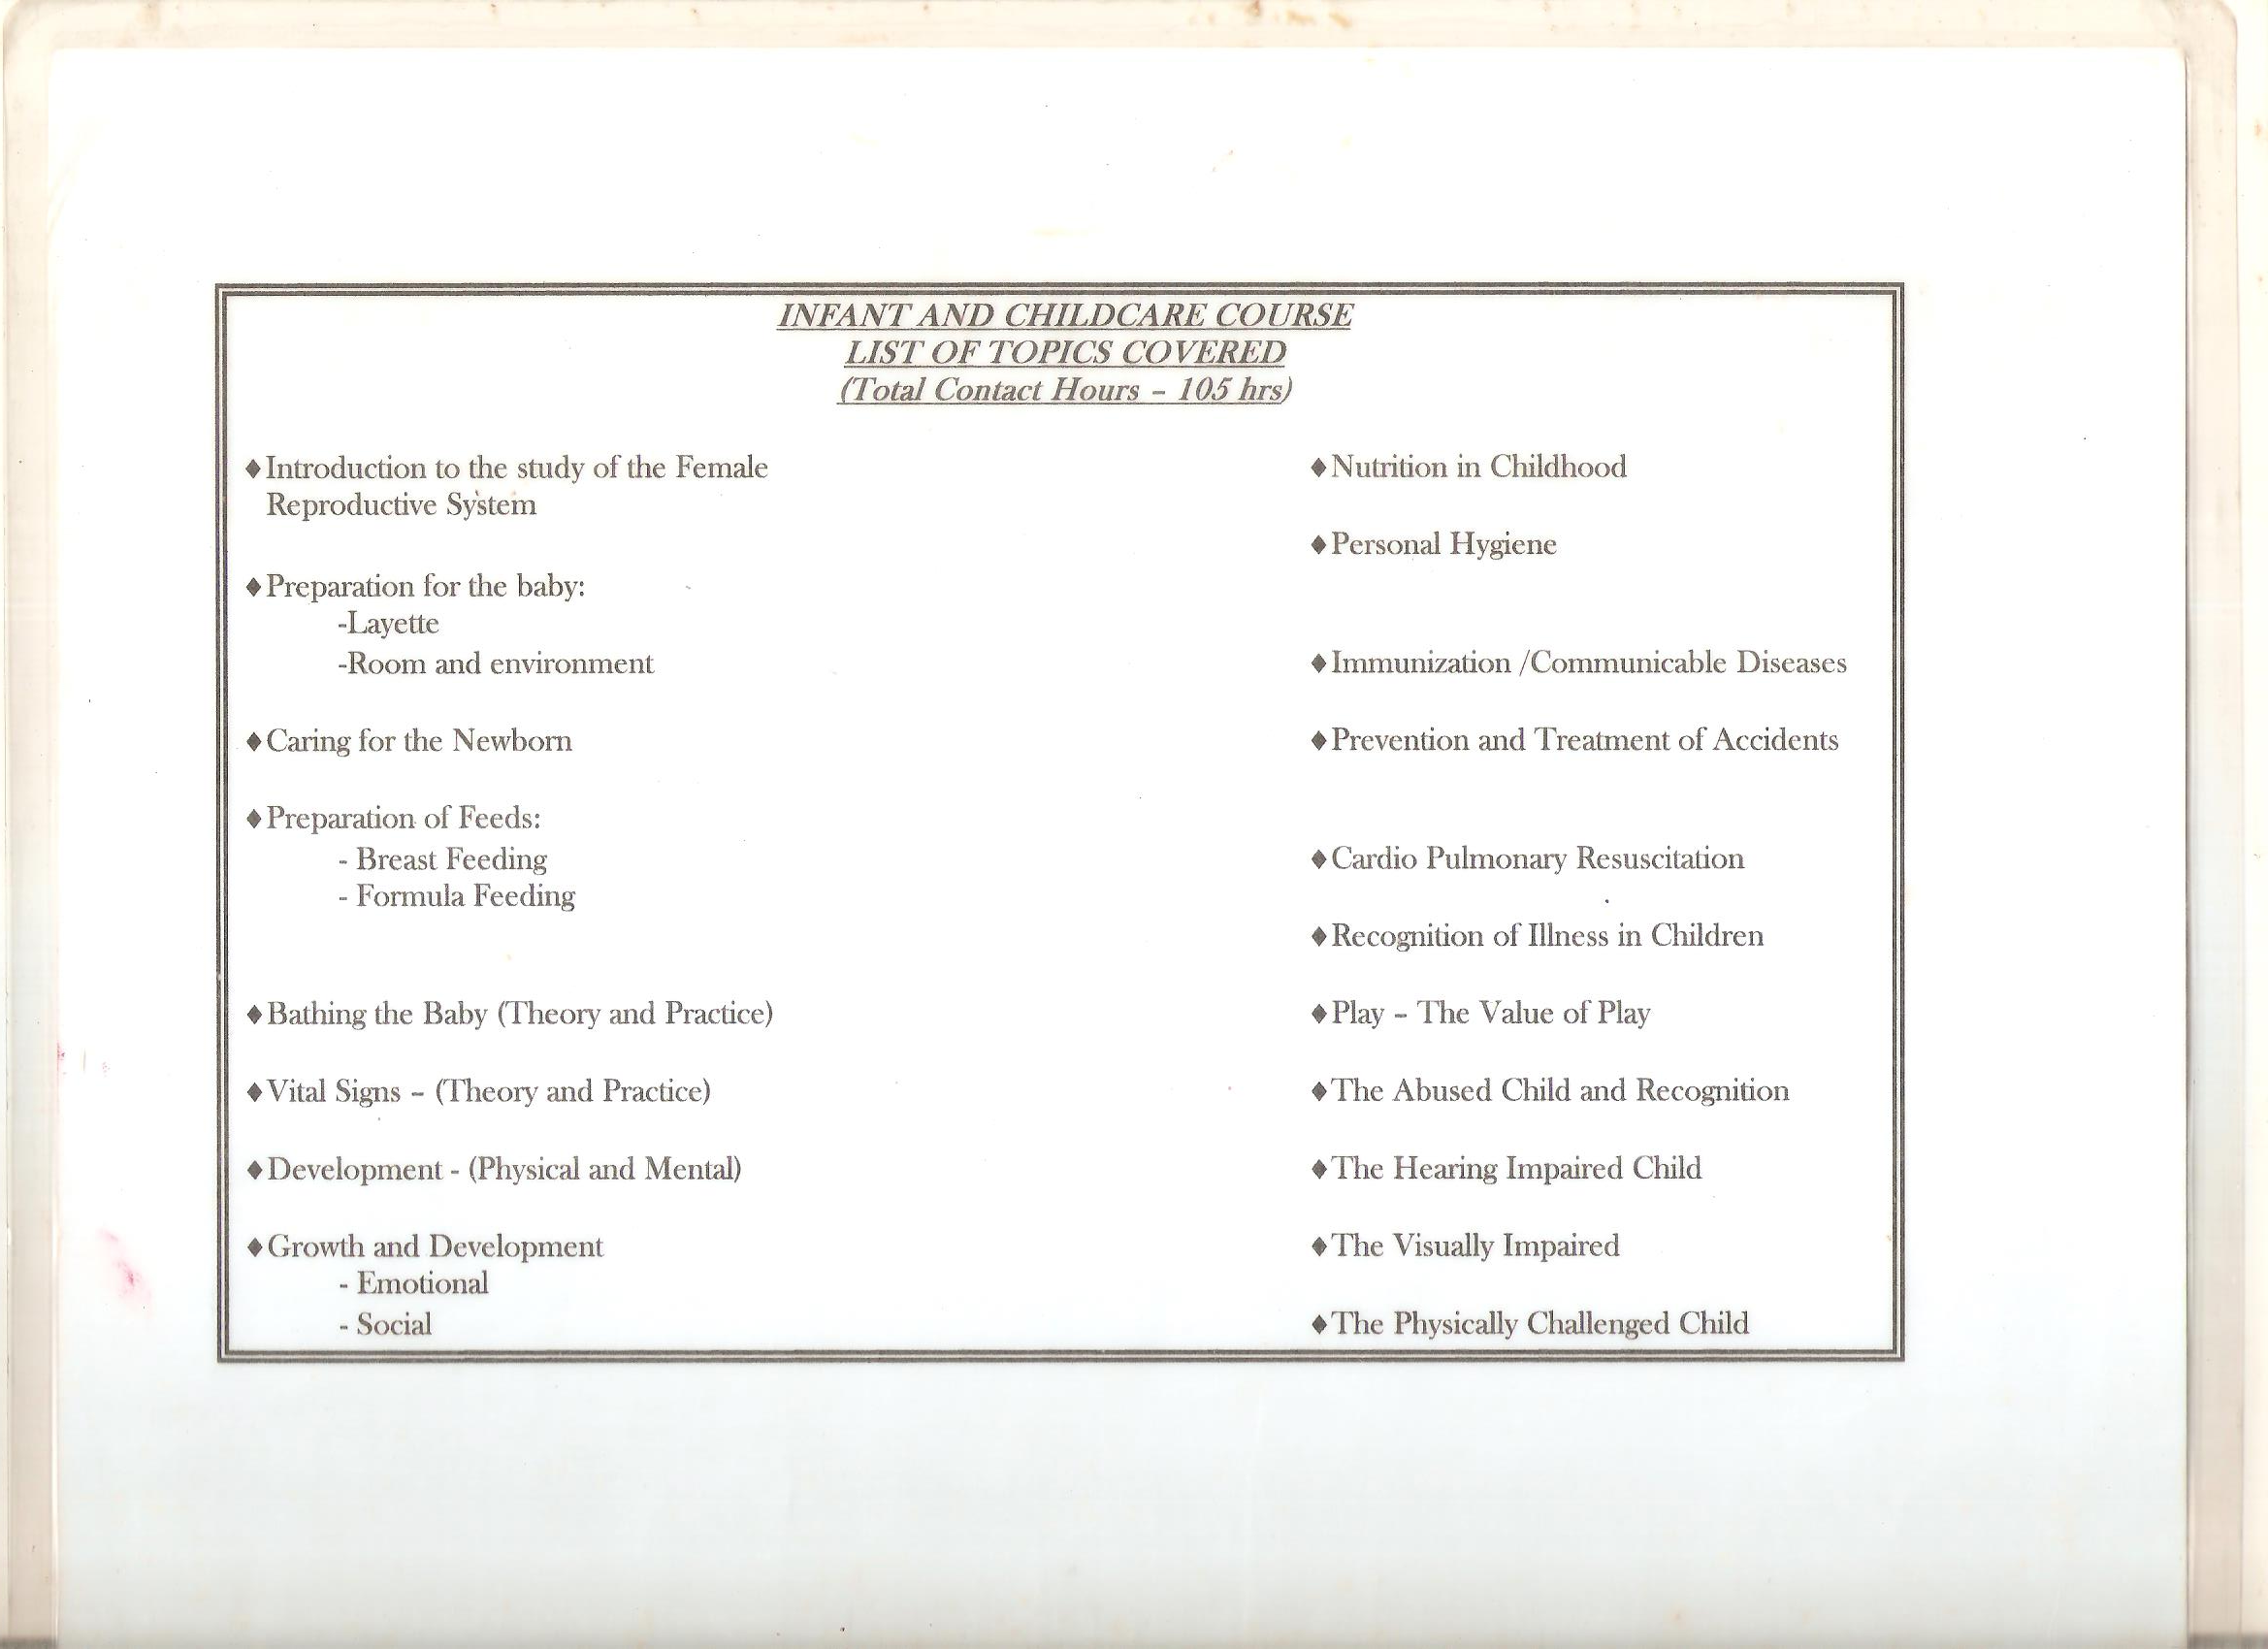 INFANT AND CHILDCARE COURSE
LIST OF TOPICS COVERED
(Total Contact Hours – 105 hrs)
♦Introduction to the study of the Female
Reproductive System
♦Preparation for the baby:
-Layette
-Room and environment
♦Caring for the Newborn
♦Preparation of Feeds:
- Breast Feeding
- Formula Feeding
♦Bathing the Baby (Theory and Practice)
♦Vital Signs – (Theory and Practice)
♦Development - (Physical and Mental)
♦Growth and Development
- Emotional
- Social
♦Nutrition in Childhood
♦Personal Hygiene
♦Immunization /Communicable Diseases
♦Prevention and Treatment of Accidents
♦Cardio Pulmonary Resuscitation
♦Recognition of Illness in Children
♦Play – The Value of Play
♦The Abused Child and Recognition
♦The Hearing Impaired Child
♦The Visually Impaired
♦The Physically Challenged Child